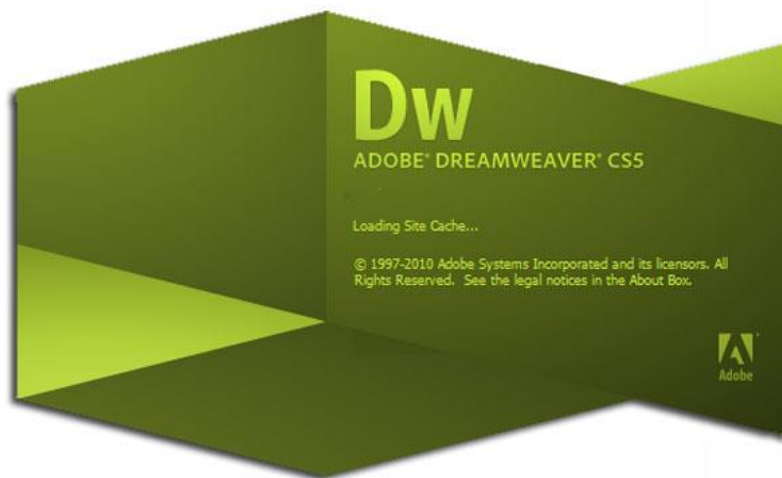 Dw
ADOBE® DREAMWEAVER® CS5
Loading Site Cache...
© 1997-2010 Adobe Systems Incorporated and its licensors. All
Rights Reserved.  See the legal notices in the About Box.
Adobe